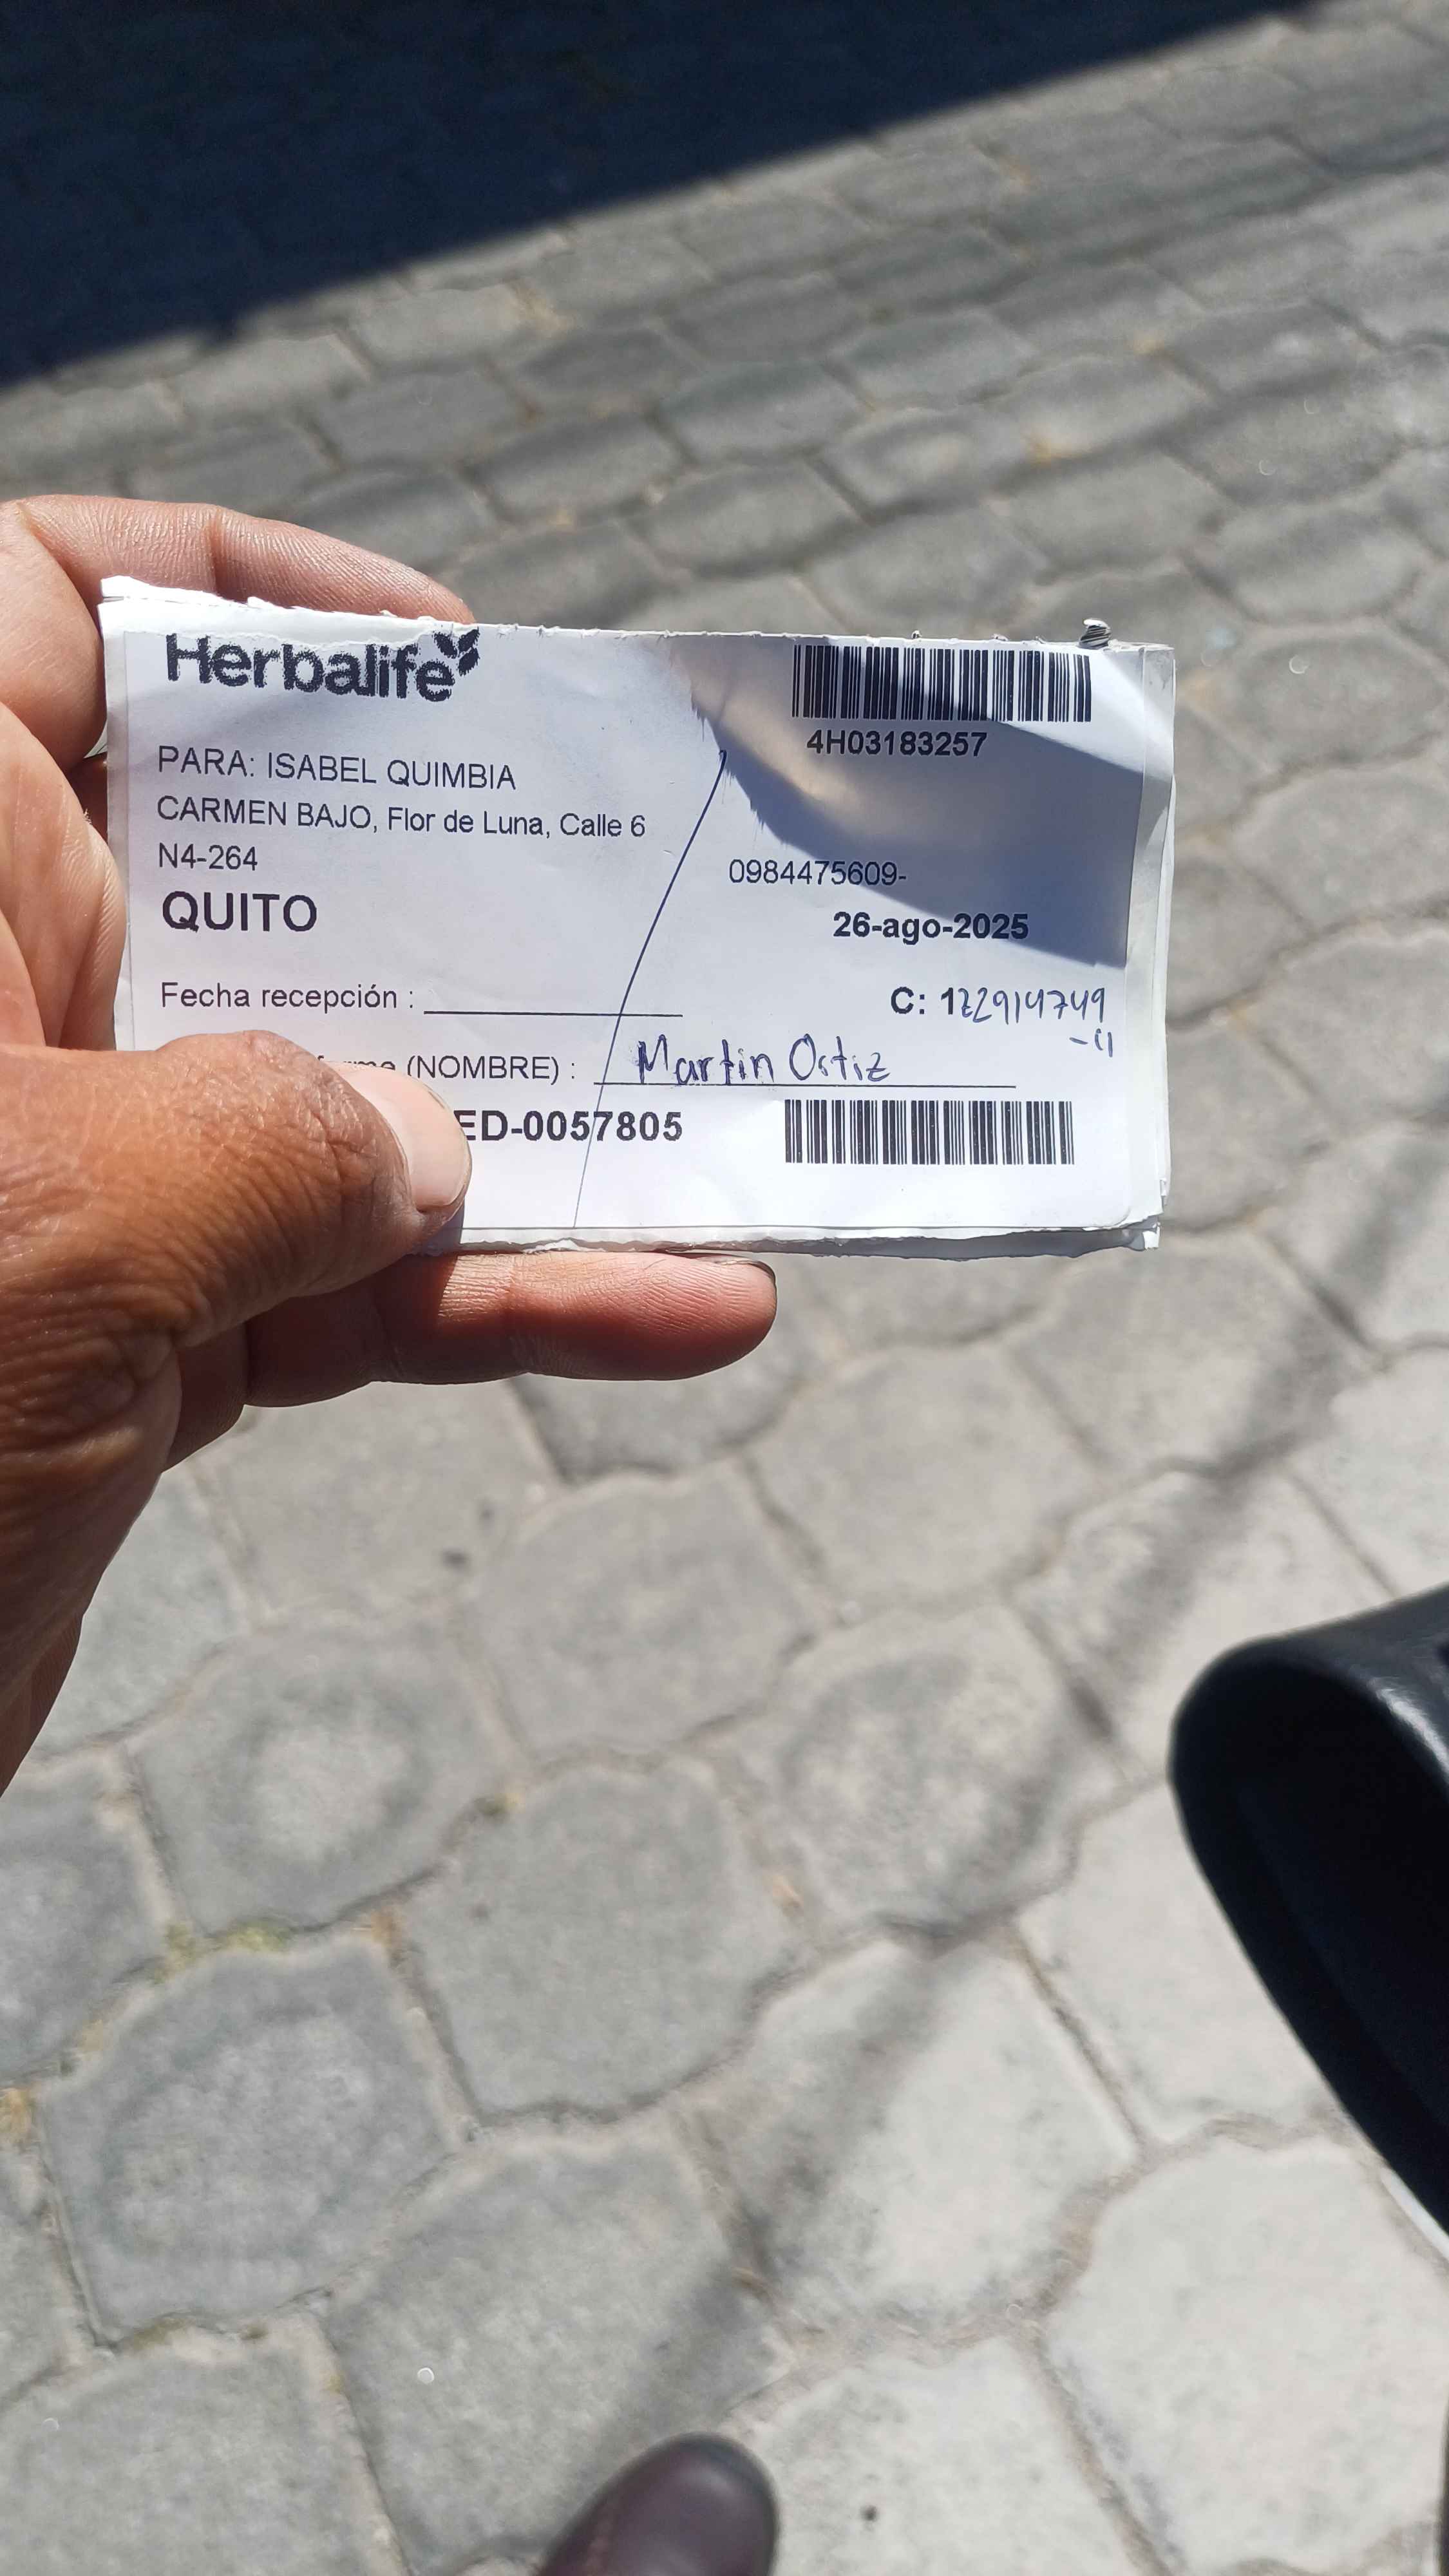 Herbalife
4H03183257
PARA: ISABEL QUIMBIA
CARMEN BAJO, Flor de Luna, Calle 6
N4-264
0984475609-
QUITO
26-ago-2025
Fecha recepción :
C:
(NOMBRE) : Martin Ortiz
ED-0057805